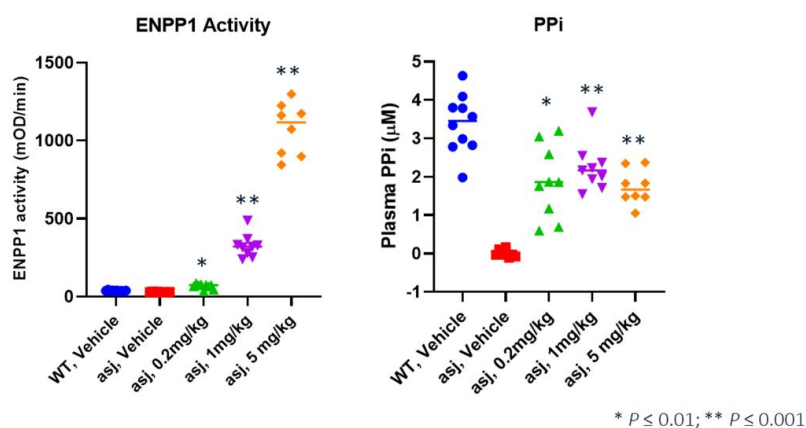 ENPP1 Activity
ENPP1 activity (mOD/min)
1500
1000
500
0
*
**
**
WT, Vehicle
asj, Vehicle
asj, 0.2mg/kg
asj, 1mg/kg
asj, 5 mg/kg
PPi
Plasma PPi (μM)
5
4
3
2
1
0
-1
*
**
**
WT, Vehicle
asj, Vehicle
asj, 0.2mg/kg
asj, 1mg/kg
asj, 5 mg/kg
* P ≤ 0.01; ** P ≤ 0.001